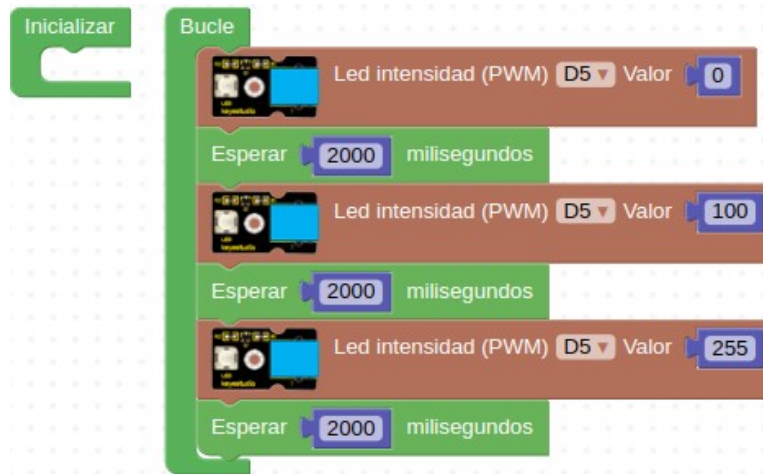 Inicializar
Bucle
Led intensidad (PWM) D5 Valor 0
Esperar 2000 milisegundos
Led intensidad (PWM) D5 Valor 100
Esperar 2000 milisegundos
Led intensidad (PWM) D5 Valor 255
Esperar 2000 milisegundos